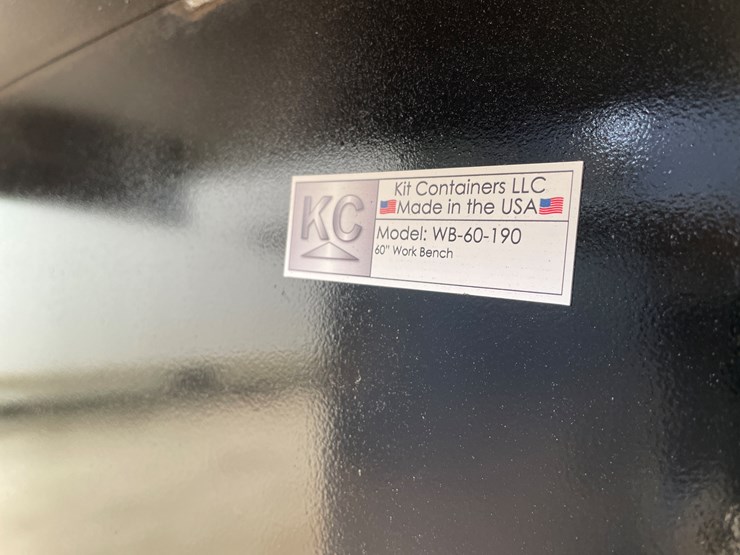 KC
Kit Containers LLC
Made in the USA
Model: WB-60-190
60" Work Bench